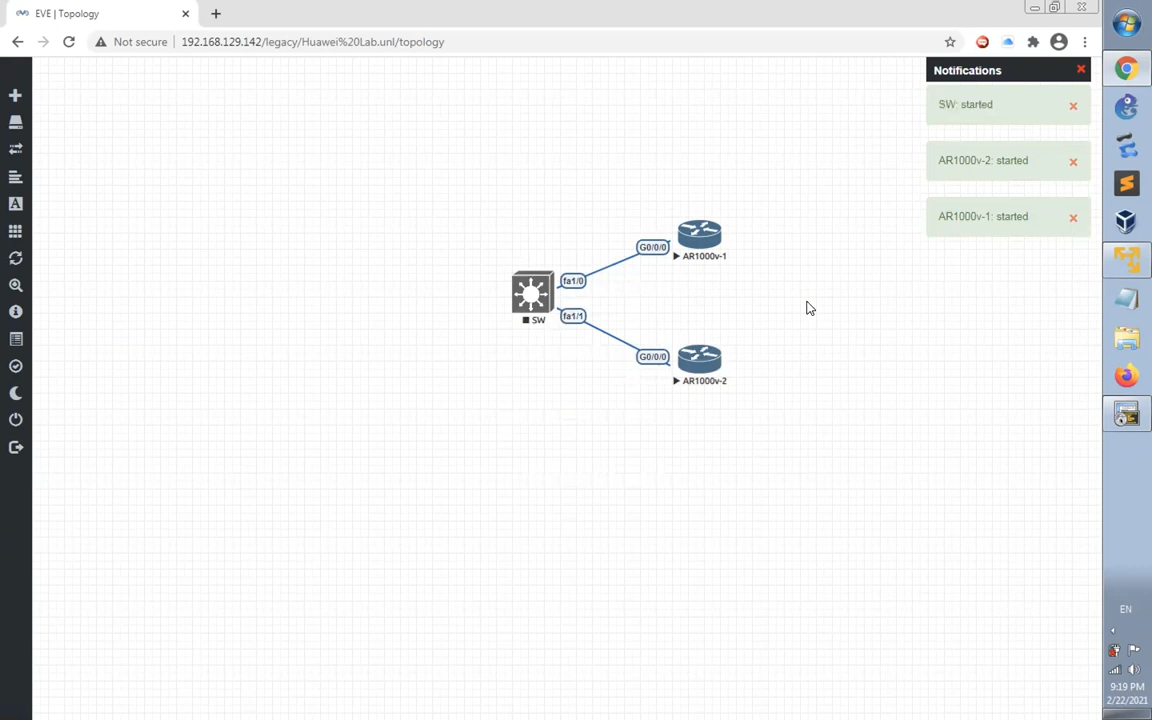 EVE | Topology
Not secure
192.168.129.142/legacy/Huawei%20Lab.unl/topology
Notifications
SW: started
AR1000v-2: started
AR1000v-1: started
G0/0/0
AR1000v-1
fa1/0
SW
fa1/1
G0/0/0
AR1000v-2
EN
9:19 PM
2/22/2021